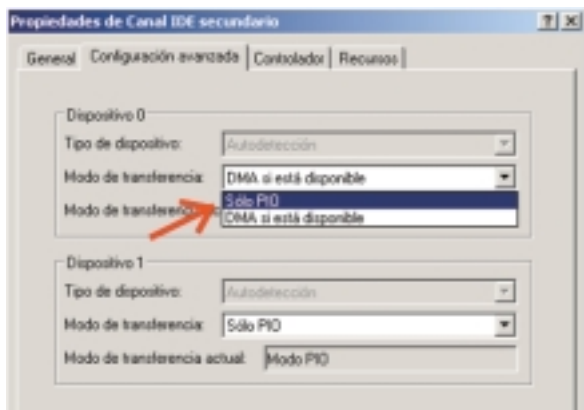 Propiedades de Canal IDE secundario
General Configuración avanzada Controlador Recursos
Dispositivo 0
Tipo de dispositivo: Autodetección
Modo de transferencia: DMA si está disponible
Sólo PIO
Modo de transferencia
DMA si está disponible
Dispositivo 1
Tipo de dispositivo: Autodetección
Modo de transferencia: Sólo PIO
Modo de transferencia actual: Modo PIO